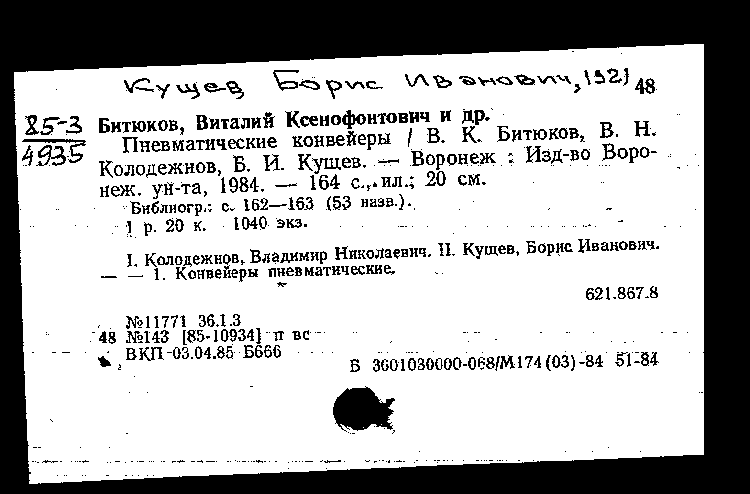 Кущев Борис Иванович, 1921
48
85-3
4935
Битюков, Виталий Ксенофонтович и др.
Пневматические конвейеры / В. К. Битюков, В. Н.
Колодежнов, Б. И. Кущев. — Воронеж : Изд-во Воро-
неж. ун-та, 1984. — 164 с., ил.; 20 см.
Библиогр.: с. 162—163 (53 назв.).
1 р. 20 к. 1040 экз.
I. Колодежнов, Владимир Николаевич. II. Кущев, Борис Иванович.
— — 1. Конвейеры пневматические.
621.867.8
№11771 36.1.3
48 №143 [85-10934] п вс
ВКП 03.04.85 Б666
Б 3601030000-068/М174(03)-84 51-84